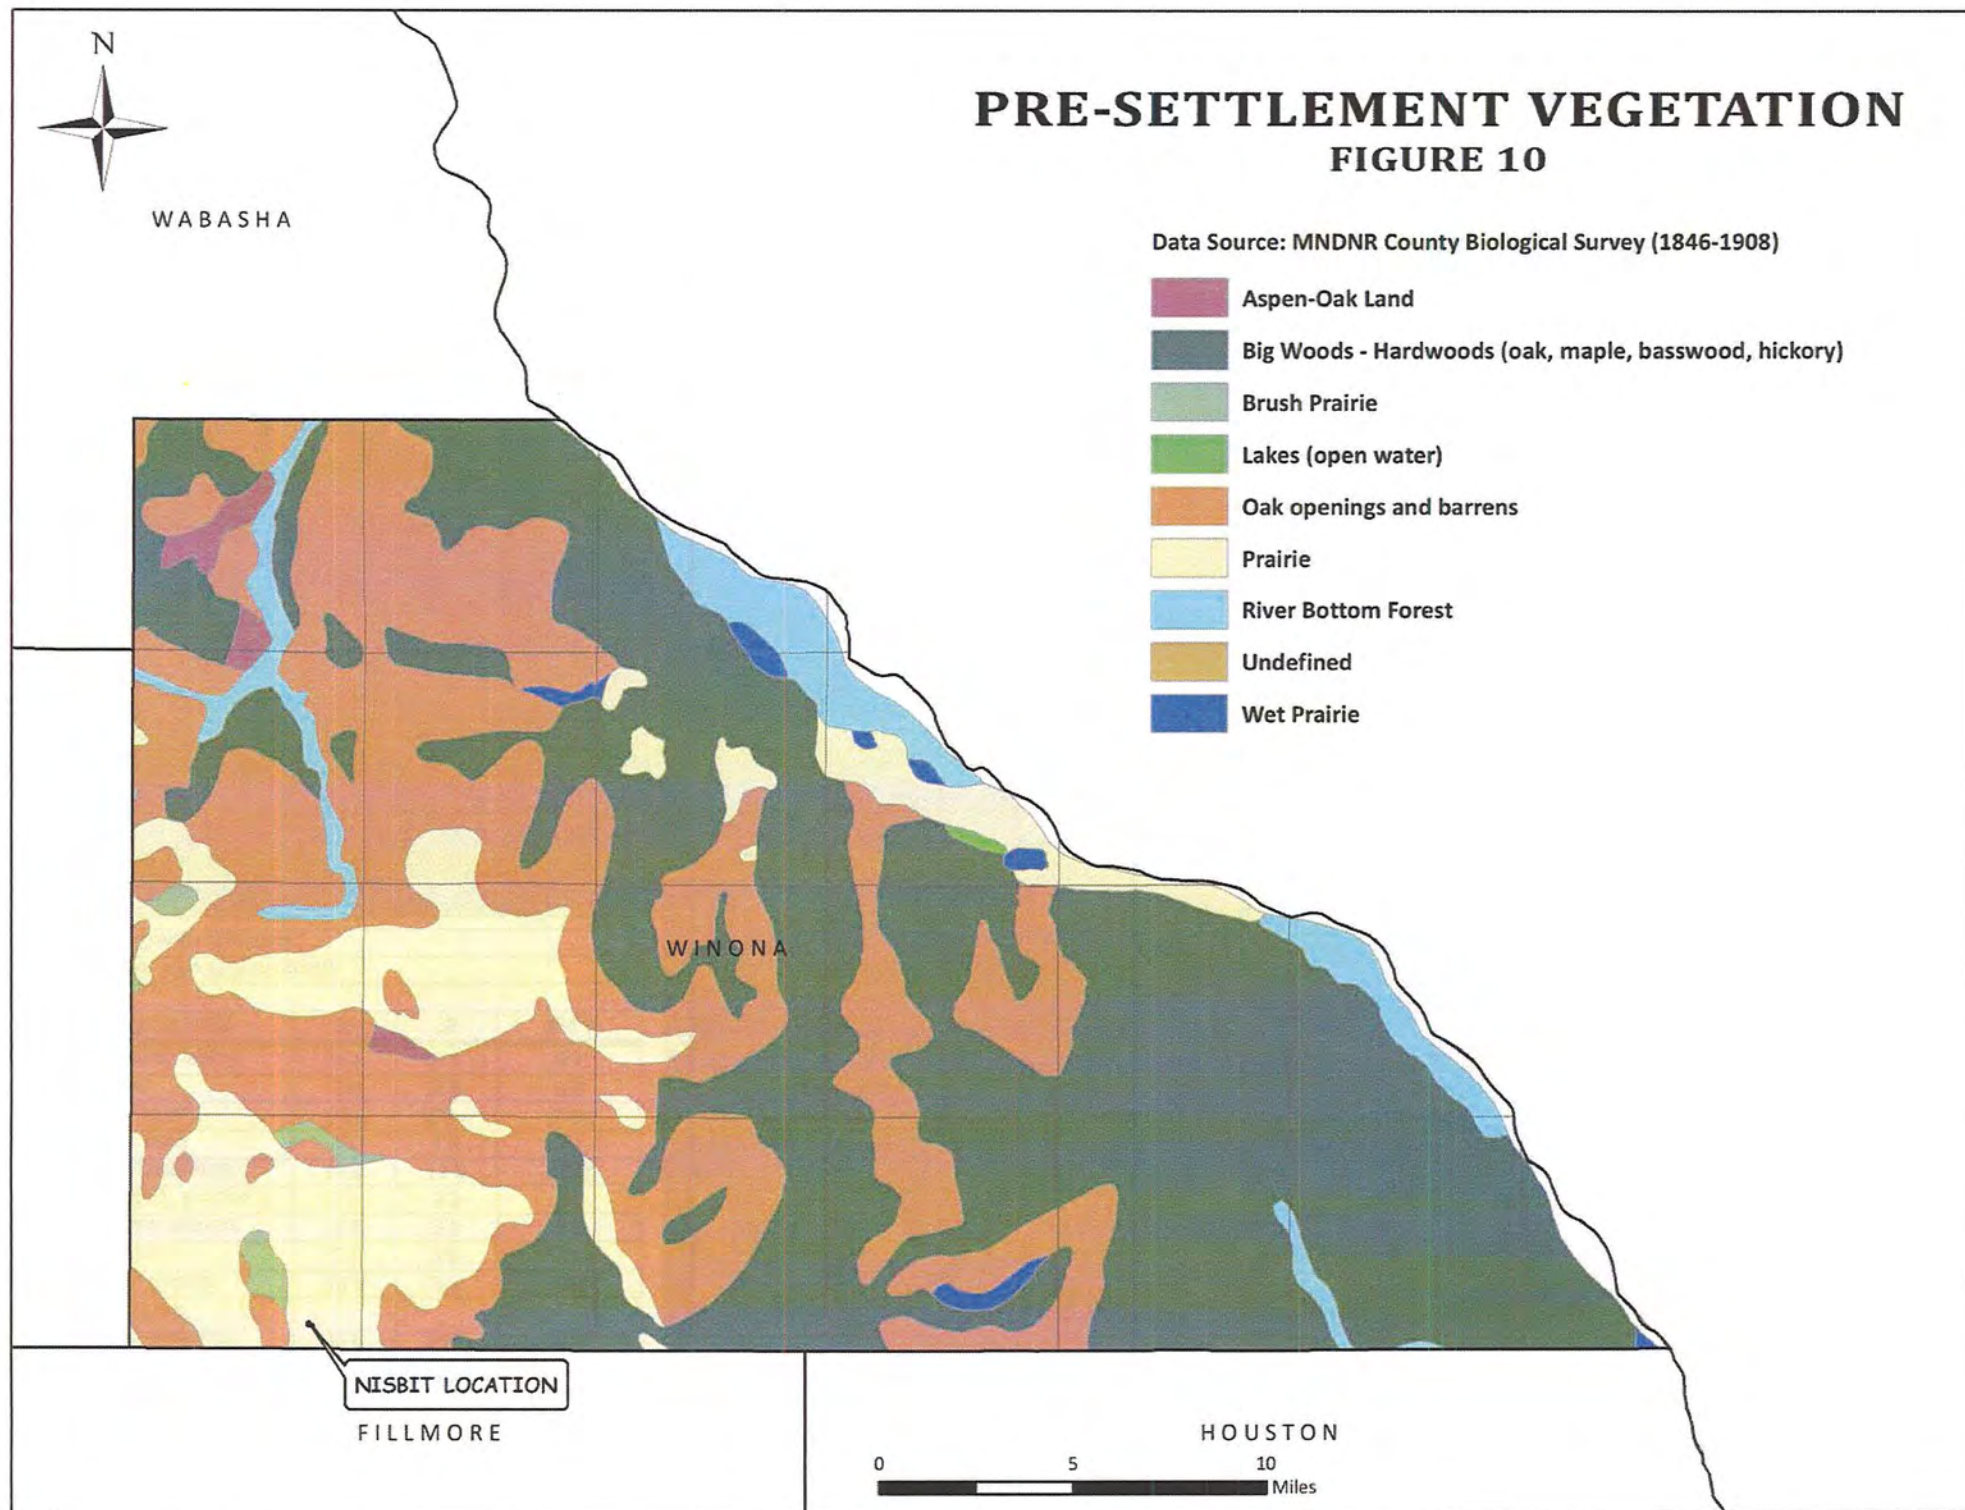 N
PRE-SETTLEMENT VEGETATION
FIGURE 10
WABASHA
Data Source: MNDNR County Biological Survey (1846-1908)
Aspen-Oak Land
Big Woods - Hardwoods (oak, maple, basswood, hickory)
Brush Prairie
Lakes (open water)
Oak openings and barrens
Prairie
River Bottom Forest
Undefined
Wet Prairie
WINONA
NISBIT LOCATION
FILLMORE
HOUSTON
0 5 10
Miles